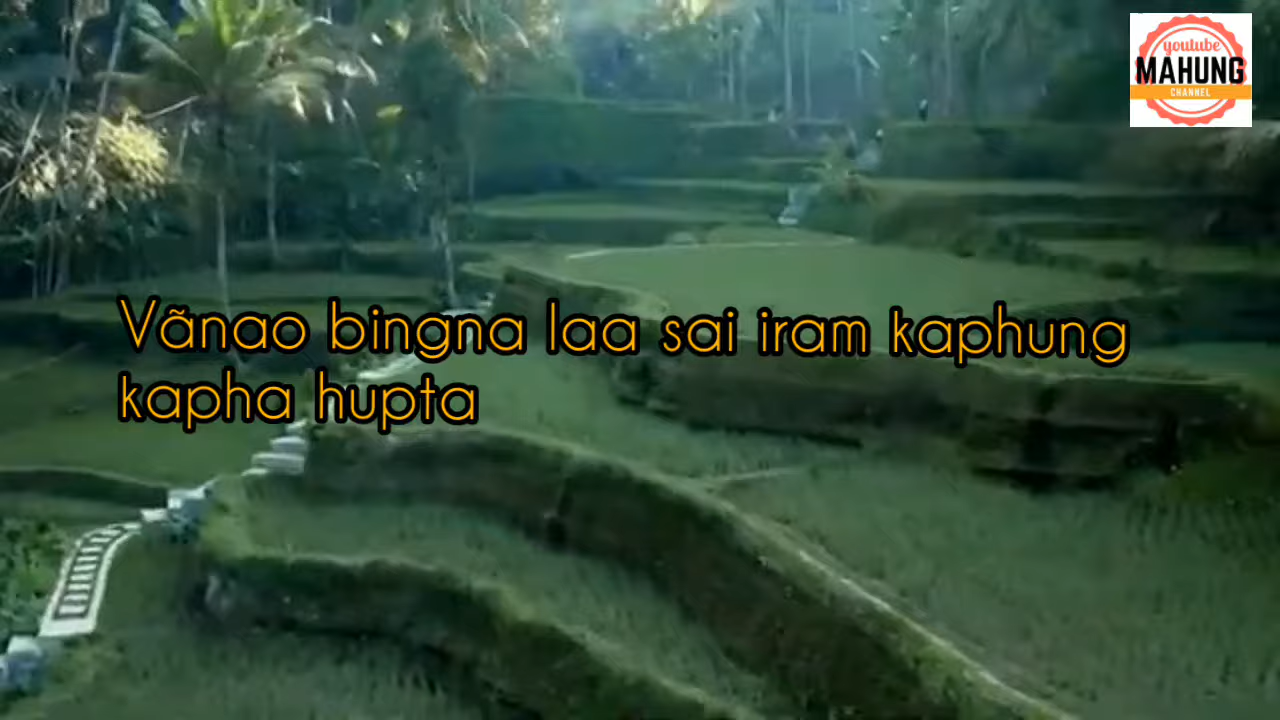 youtube
MAHUNG
CHANNEL
Vãnao bingna laa sai iram kaphung
kapha hupta